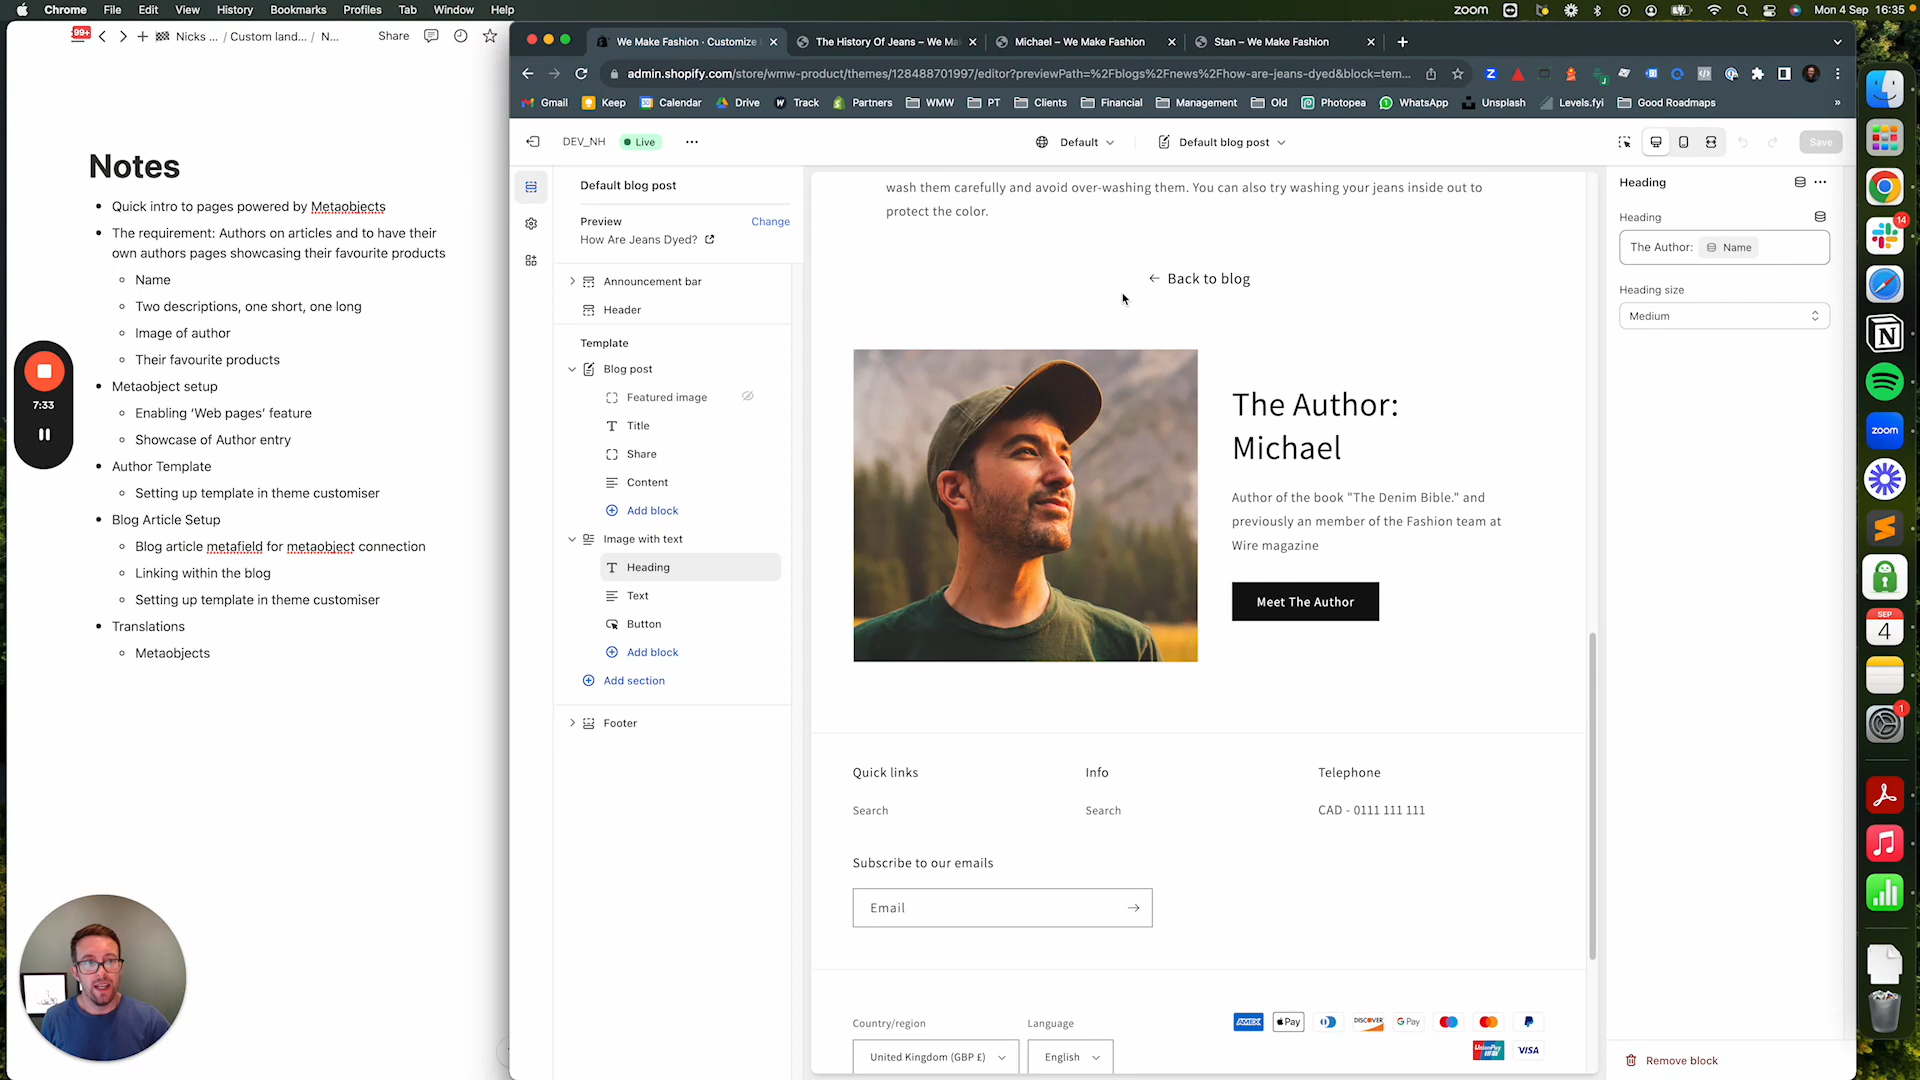 Chrome File Edit View History Bookmarks Profiles Tab Window Help
zoom Mon 4 Sep 16:35
99+ Nicks ... / Custom land... / N... Share
Notes
Quick intro to pages powered by Metaobjects
The requirement: Authors on articles and to have their
own authors pages showcasing their favourite products
Name
Two descriptions, one short, one long
Image of author
Their favourite products
Metaobject setup
Enabling ‘Web pages’ feature
Showcase of Author entry
Author Template
Setting up template in theme customiser
Blog Article Setup
Blog article metafield for metaobject connection
Linking within the blog
Setting up template in theme customiser
Translations
Metaobjects
7:33
We Make Fashion · Customize
The History Of Jeans – We Ma
Michael – We Make Fashion
Stan – We Make Fashion
admin.shopify.com/store/wmw-product/themes/128488701997/editor?previewPath=%2Fblogs%2Fnews%2Fhow-are-jeans-dyed&block=tem...
Gmail Keep Calendar Drive Track Partners WMW PT Clients Financial Management Old Photopea WhatsApp Unsplash Levels.fyi Good Roadmaps »
DEV_NH Live
Default
Default blog post
Save
Default blog post
Preview Change
How Are Jeans Dyed?
Announcement bar
Header
Template
Blog post
Featured image
Title
Share
Content
Add block
Image with text
Heading
Text
Button
Add block
Add section
Footer
wash them carefully and avoid over-washing them. You can also try washing your jeans inside out to
protect the color.
← Back to blog
The Author:
Michael
Author of the book "The Denim Bible." and
previously an member of the Fashion team at
Wire magazine
Meet The Author
Quick links Info Telephone
Search Search CAD - 0111 111 111
Subscribe to our emails
Email
Country/region Language
United Kingdom (GBP £) English
AMEX Pay DISCOVER G Pay
UnionPay VISA
Heading
Heading
The Author: Name
Heading size
Medium
Remove block
14
zoom
SEP
4
1